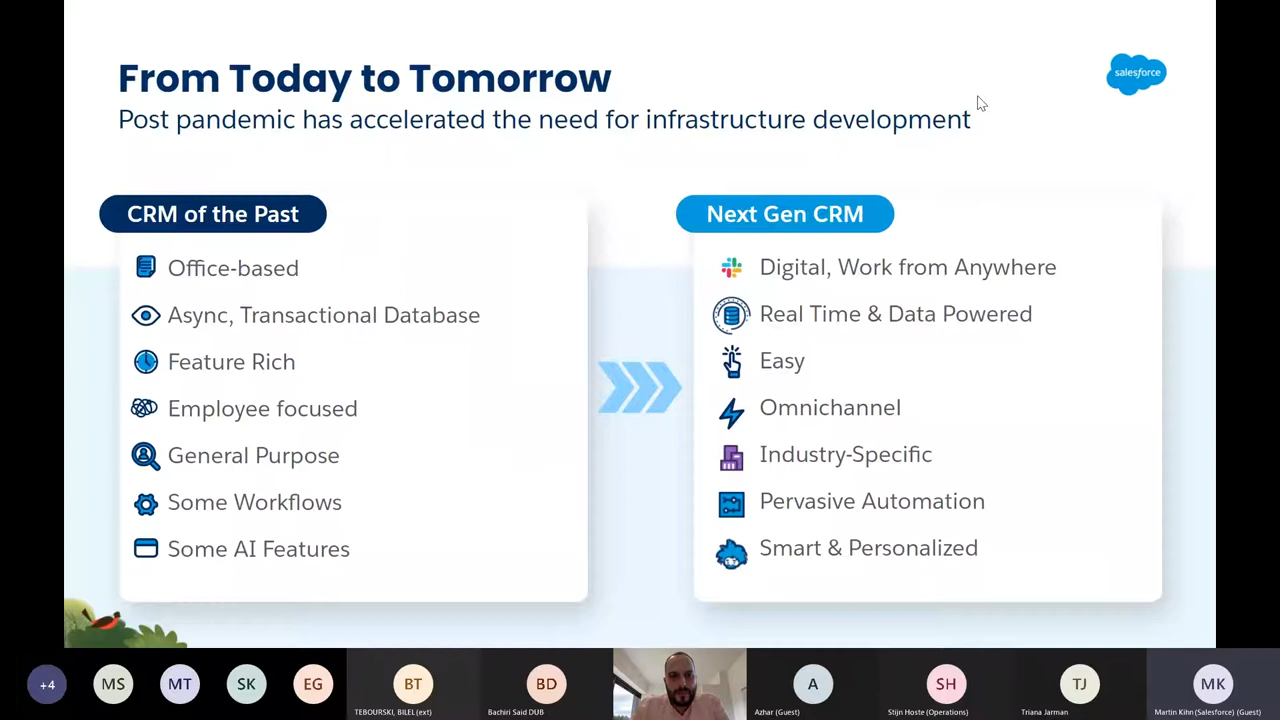 From Today to Tomorrow
Post pandemic has accelerated the need for infrastructure development
salesforce
CRM of the Past
Office-based
Async, Transactional Database
Feature Rich
Employee focused
General Purpose
Some Workflows
Some AI Features
Next Gen CRM
Digital, Work from Anywhere
Real Time & Data Powered
Easy
Omnichannel
Industry-Specific
Pervasive Automation
Smart & Personalized
+4
MS
MT
SK
EG
BT
TEBOURSKI, BILEL (ext)
BD
Bachiri Said DUB
A
Azhar (Guest)
SH
Stijn Hoste (Operations)
TJ
Triana Jarman
MK
Martin Kihn (Salesforce) (Guest)